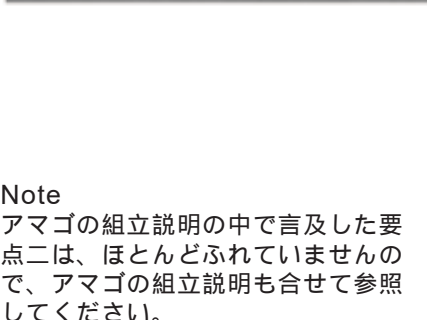 Note
アマゴの組立説明の中で言及した要
点二は、ほとんどふれていませんの
で、アマゴの組立説明も合せて参照
してください。